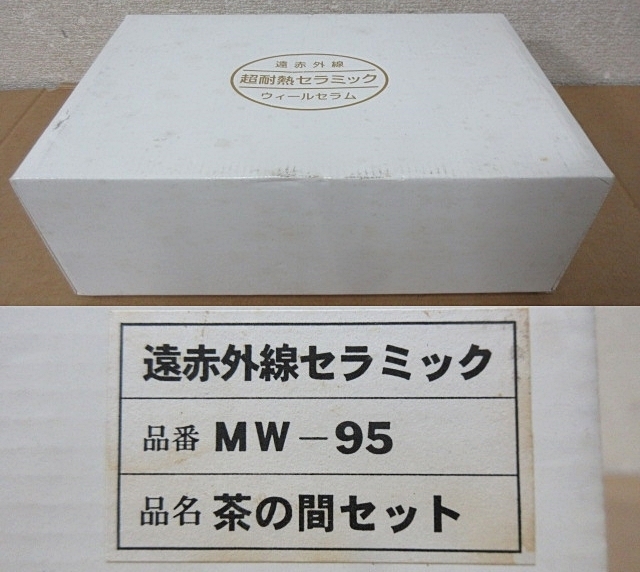 遠赤外線
超耐熱セラミック
ウィールセラム
遠赤外線セラミック
品番 MW-95
品名 茶の間セット